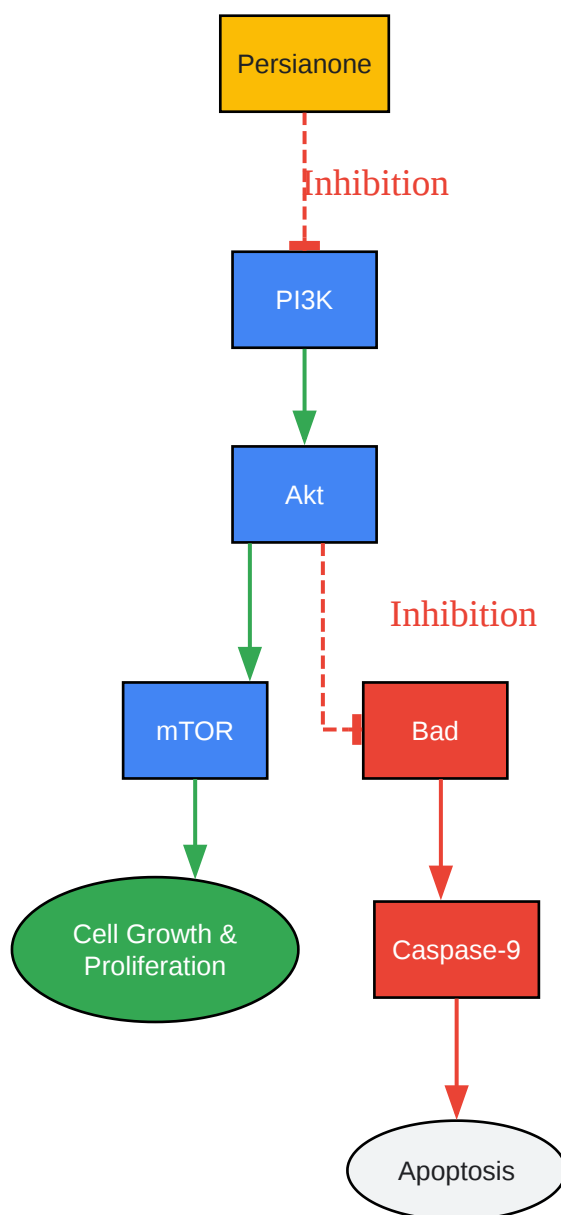 Persianone
Inhibition
PI3K
Akt
Inhibition
mTOR
Bad
Cell Growth &
Proliferation
Caspase-9
Apoptosis